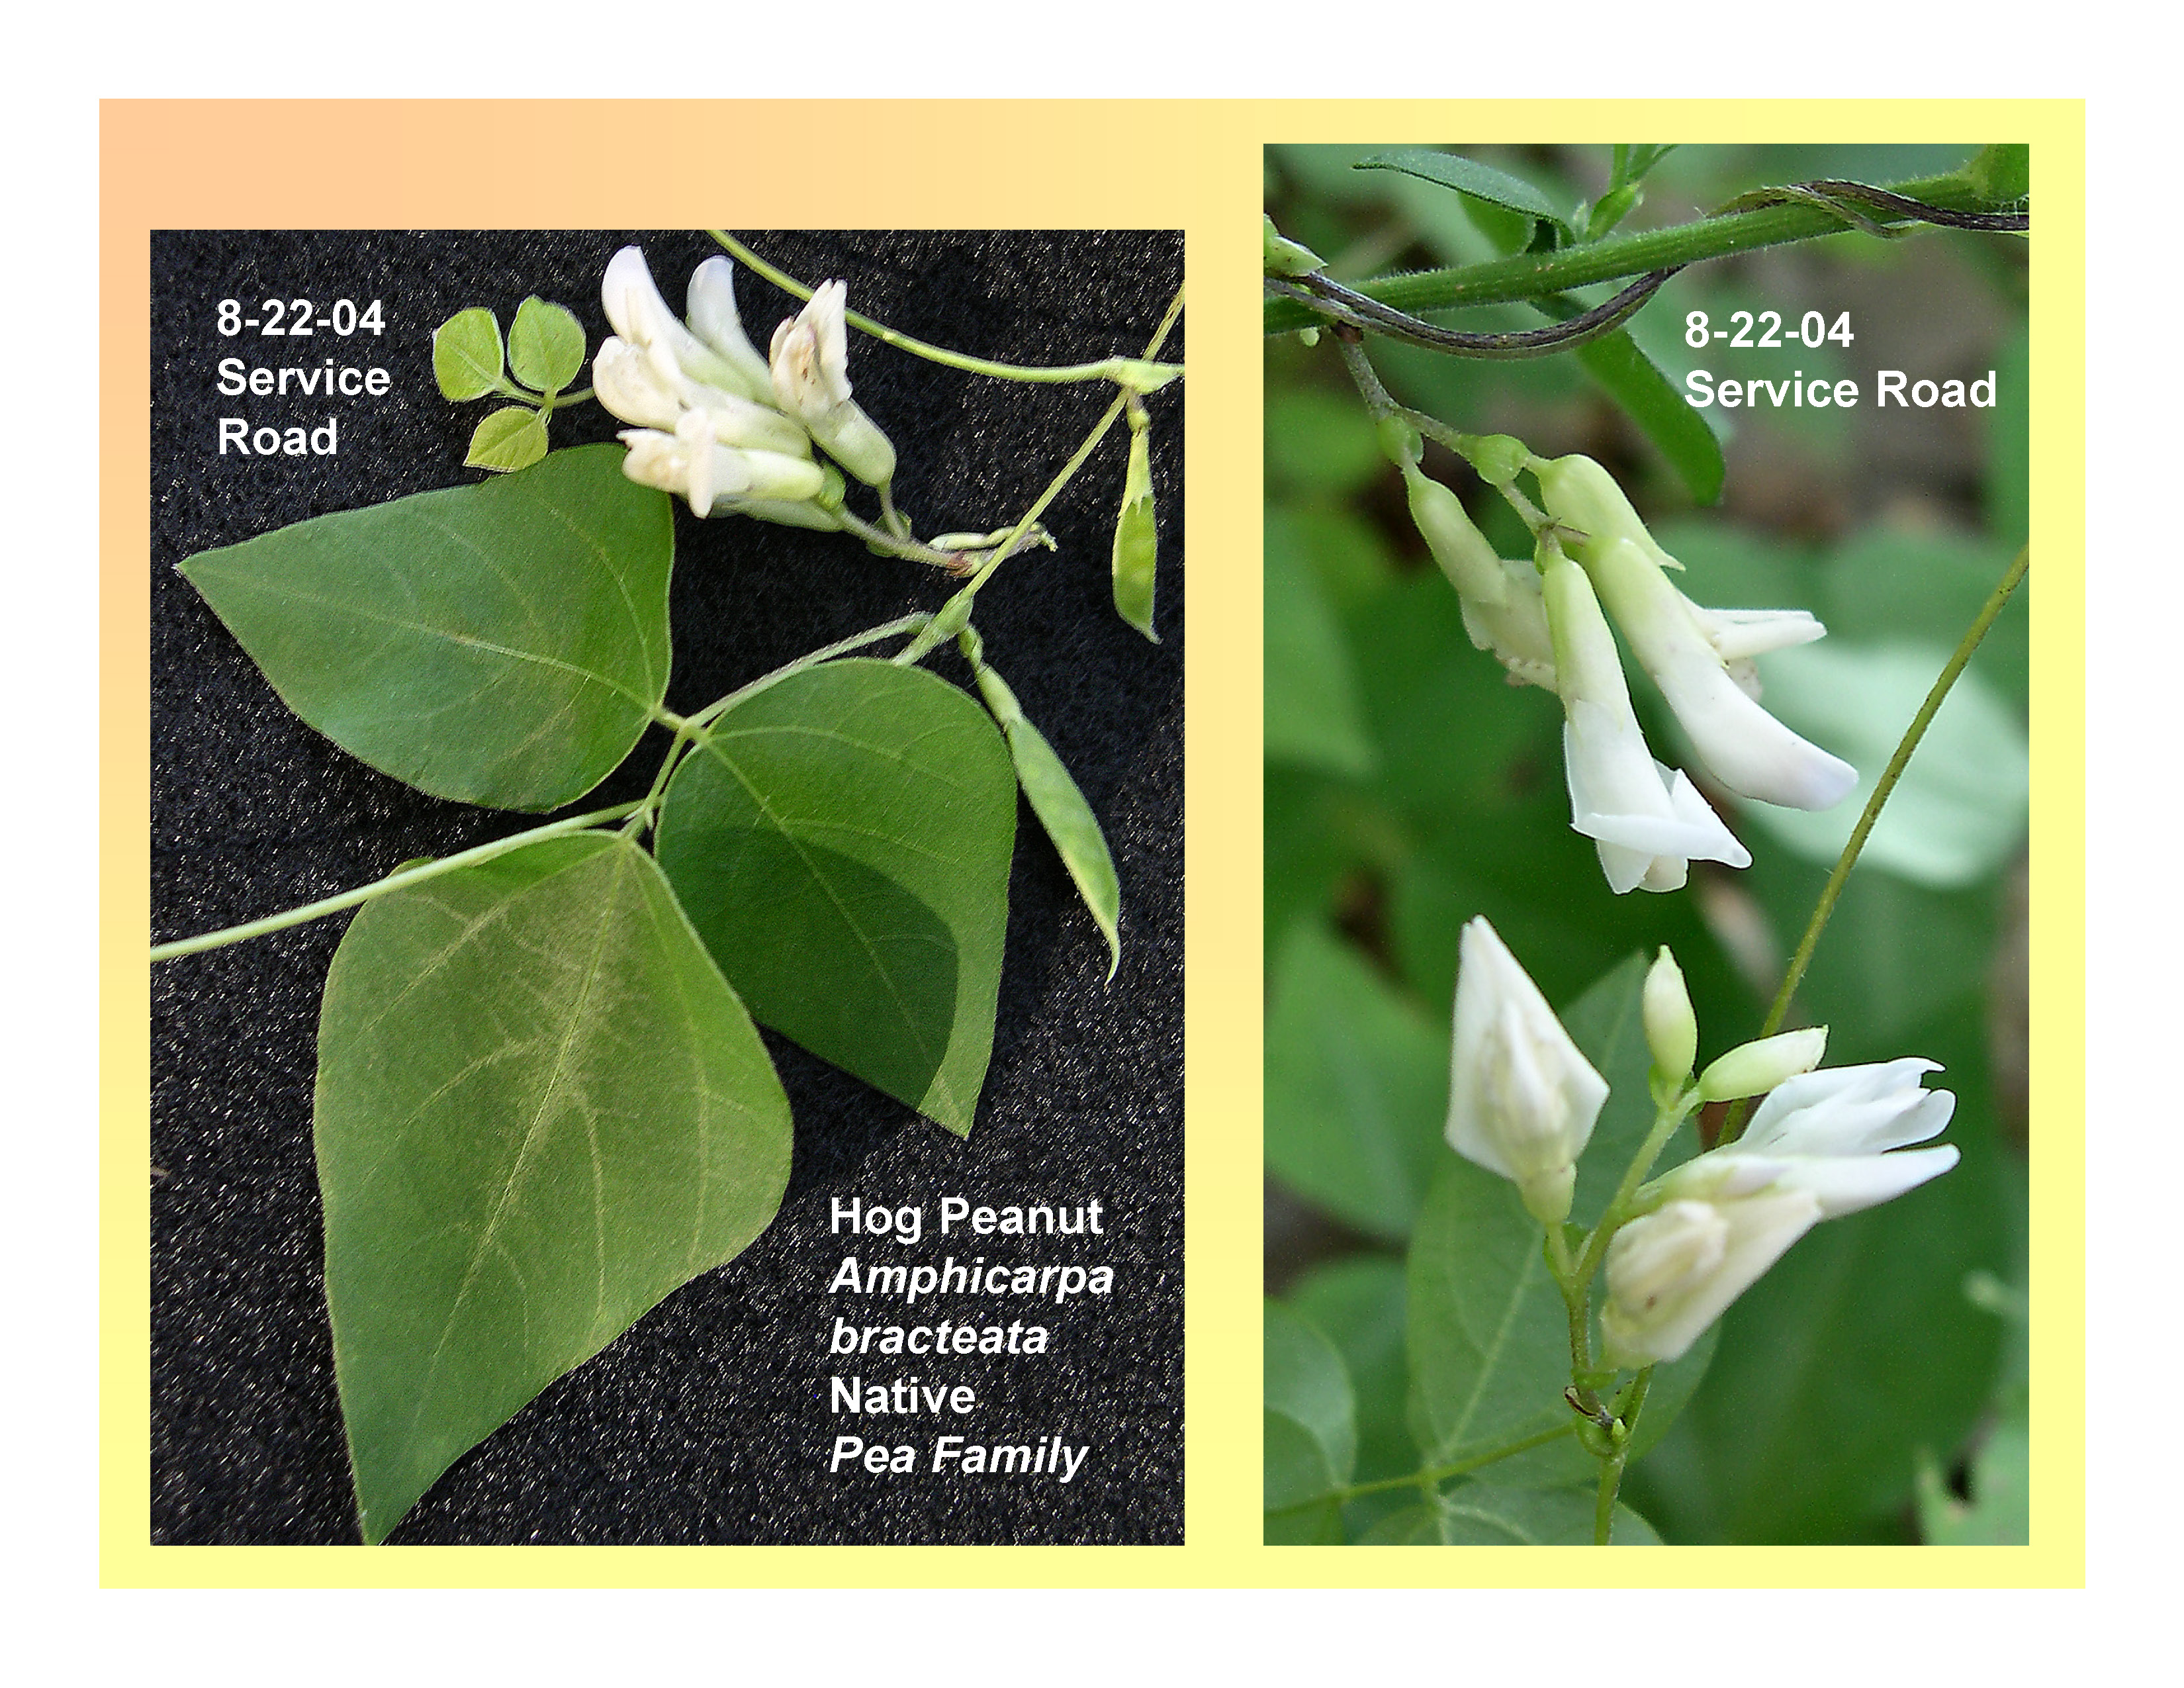 8-22-04
Service
Road
Hog Peanut
Amphicarpa
bracteata
Native
Pea Family
8-22-04
Service Road